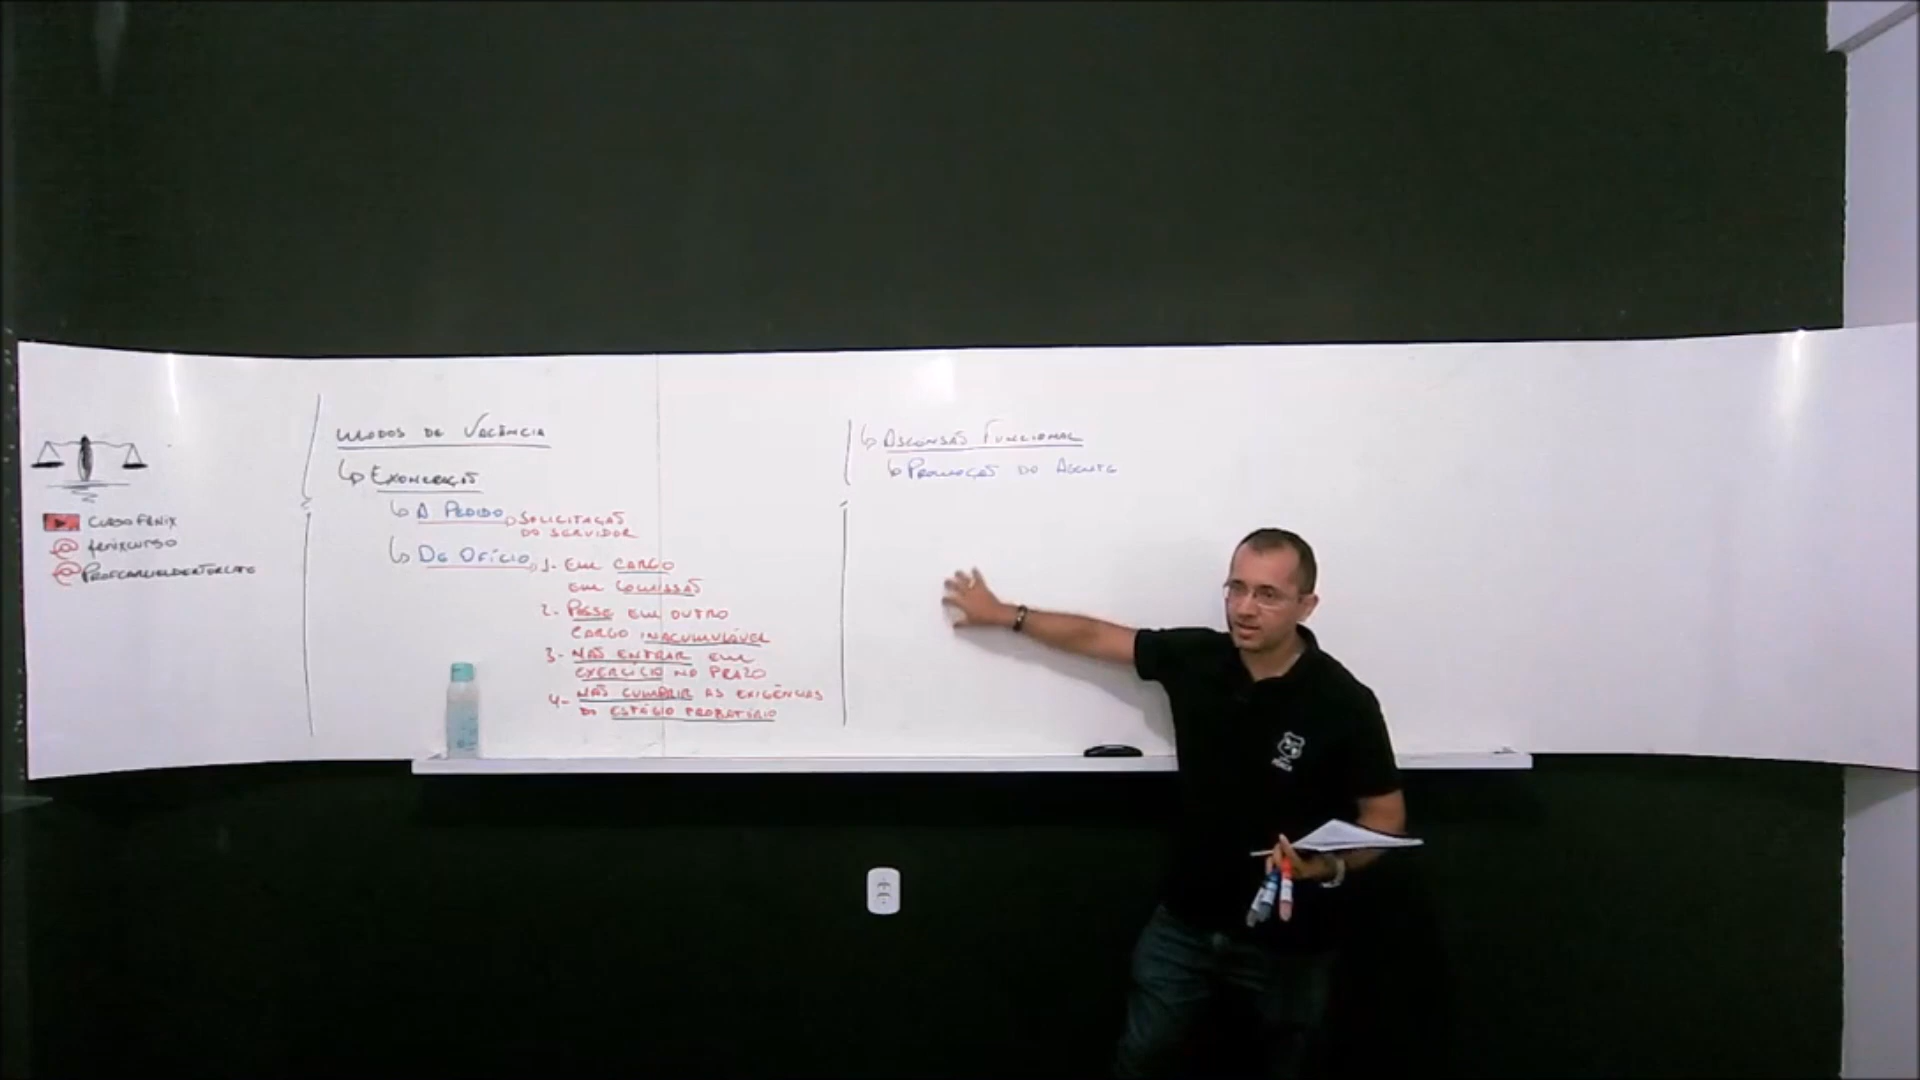 CURSO FÊNIX
fenixcurso
MODOS DE VACÂNCIA
EXONERAÇÃO
A PEDIDO
SOLICITAÇÃO
DO SERVIDOR
DE OFÍCIO
1- EM CARGO
EM COMISSÃO
2- POSSE EM OUTRO
CARGO INACUMULÁVEL
3- NÃO ENTRAR EM
EXERCÍCIO NO PRAZO
4- NÃO CUMPRIR AS EXIGÊNCIAS
DO ESTÁGIO PROBATÓRIO
ASCENSÃO FUNCIONAL
PROMOÇÃO DO AGENTE